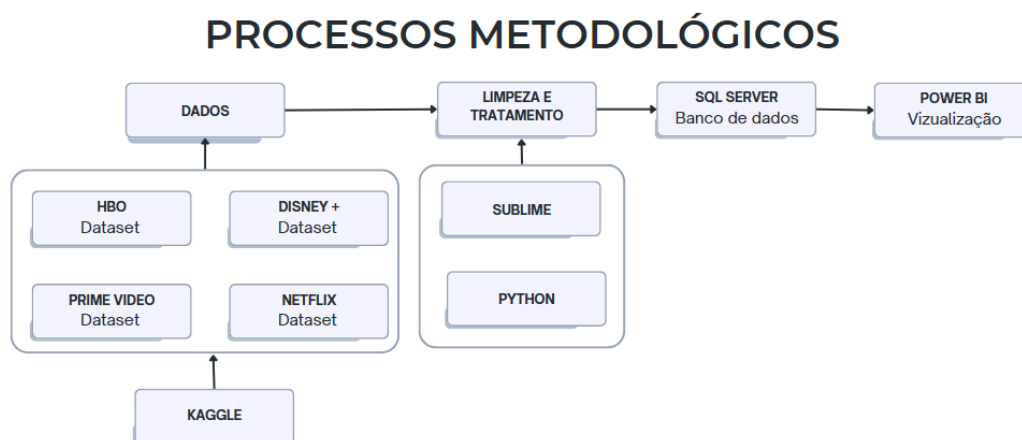 PROCESSOS METODOLÓGICOS
DADOS
LIMPEZA E
TRATAMENTO
SQL SERVER
Banco de dados
POWER BI
Vizualização
HBO
Dataset
DISNEY +
Dataset
PRIME VIDEO
Dataset
NETFLIX
Dataset
SUBLIME
PYTHON
KAGGLE